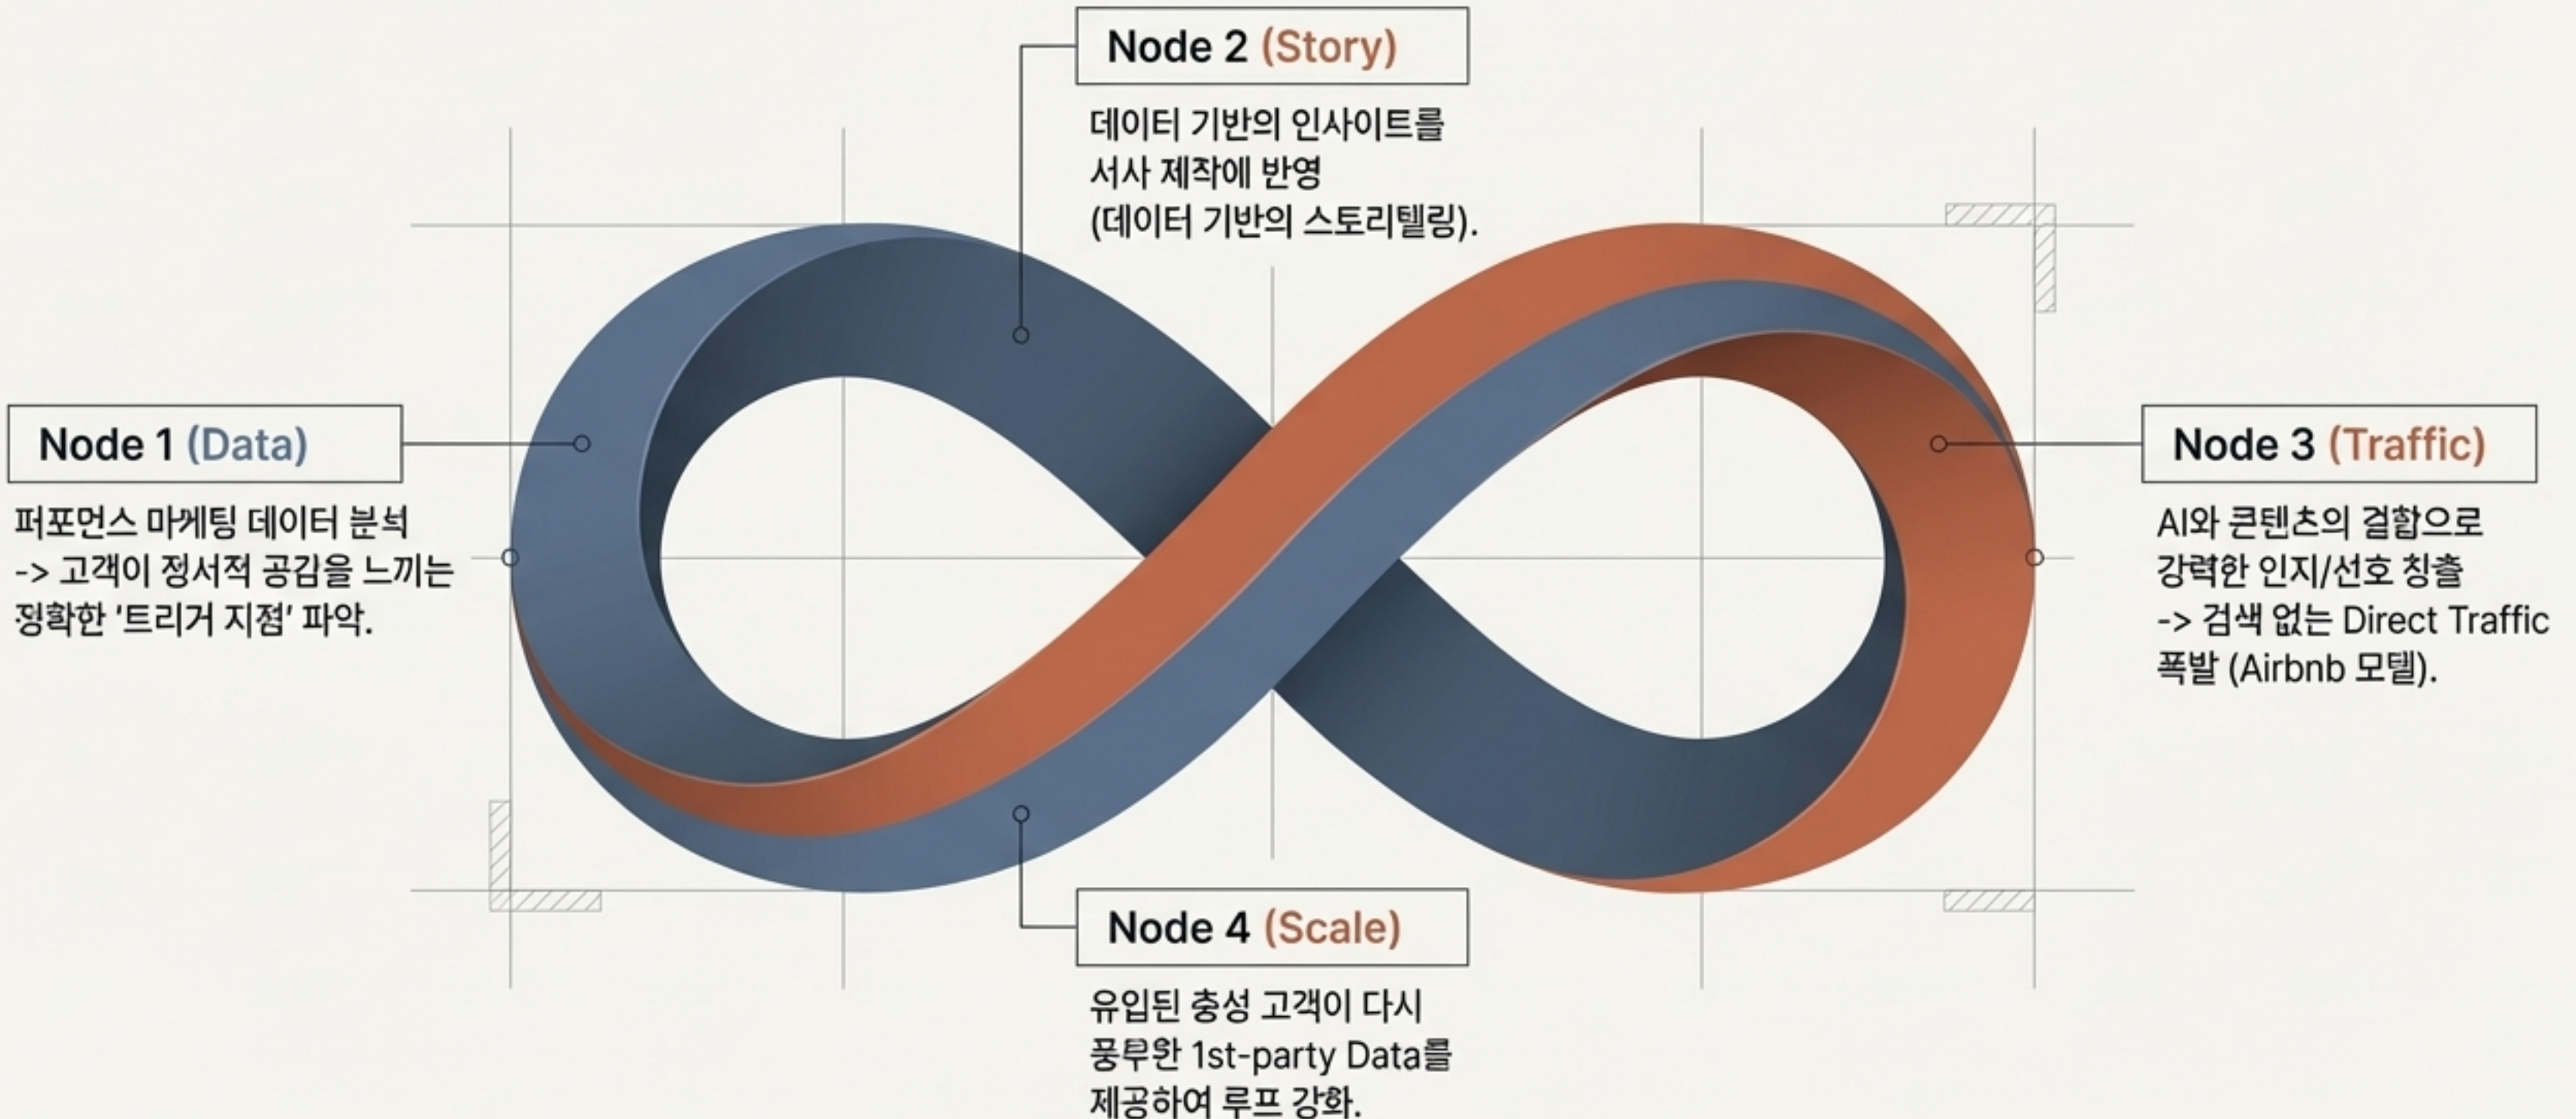 Node 2 (Story)
데이터 기반의 인사이트를
서사 제작에 반영
(데이터 기반의 스토리텔링).
Node 1 (Data)
퍼포먼스 마케팅 데이터 분석
-> 고객이 정서적 공감을 느끼는
정확한 '트리거 지점' 파악.
Node 3 (Traffic)
AI와 콘텐츠의 결합으로
강력한 인지/선호
-> 검색 없는 Direct Traffic
폭발 (Airbnb 모텔).
Node 4 (Scale)
유입된 충성 고객이 다시
1st-party Data를
제공하여 루프 강화.